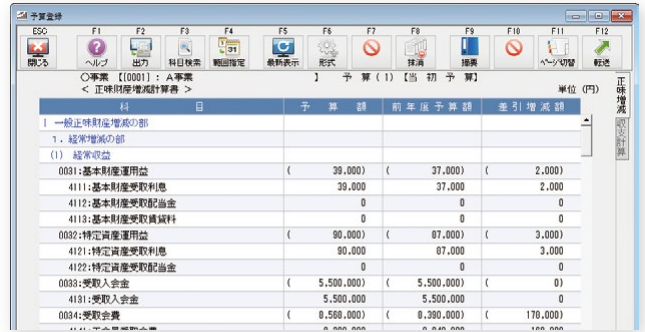 予算登録
ESC F1 F2 F3 F4 F5 F6 F7 F8 F9 F10 F11 F12
閉じる ヘルプ 出力 科目検索 範囲指定 最新表示 形式 抹消 摘要 ページ切替 転送
○事業 【[0001]:A事業 】 予 算(1)【当 初 予 算】
< 正味財産増減計算書 > 単位 (円)
正味増減
収支計算
科 目 予 算 額 前年度予算額 差引増減額
Ⅰ 一般正味財産増減の部
1.経常増減の部
(1) 経常収益
0031:基本財産運用益 ( 39.000) ( 37.000) ( 2.000)
4111:基本財産受取利息 39.000 37.000 2.000
4112:基本財産受取配当金 0 0 0
4113:基本財産受取賃貸料 0 0 0
0032:特定資産運用益 ( 90.000) ( 87.000) ( 3.000)
4121:特定資産受取利息 90.000 87.000 3.000
4122:特定資産受取配当金 0 0 0
0033:受取入会金 ( 5.500.000) ( 5.500.000) ( 0)
4131:受取入会金 5.500.000 5.500.000 0
0034:受取会費 ( 8.568.000) ( 8.390.000) ( 178.000)